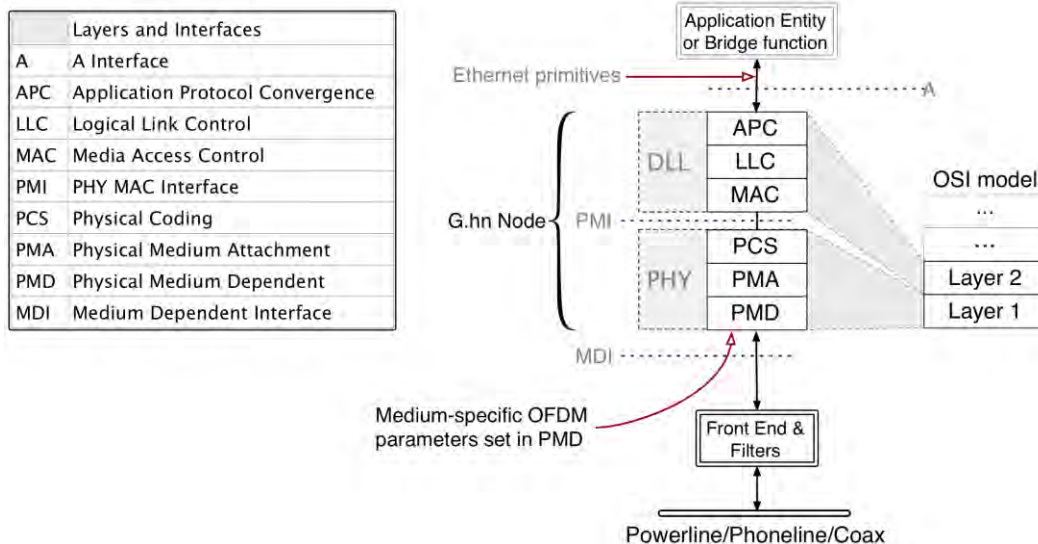 Layers and Interfaces
A A Interface
APC Application Protocol Convergence
LLC Logical Link Control
MAC Media Access Control
PMI PHY MAC Interface
PCS Physical Coding
PMA Physical Medium Attachment
PMD Physical Medium Dependent
MDI Medium Dependent Interface
Application Entity
or Bridge function
Ethernet primitives
A
G.hn Node
DLL
APC
LLC
MAC
PMI
PHY
PCS
PMA
PMD
MDI
OSI model
...
...
Layer 2
Layer 1
Medium-specific OFDM
parameters set in PMD
Front End &
Filters
Powerline/Phoneline/Coax